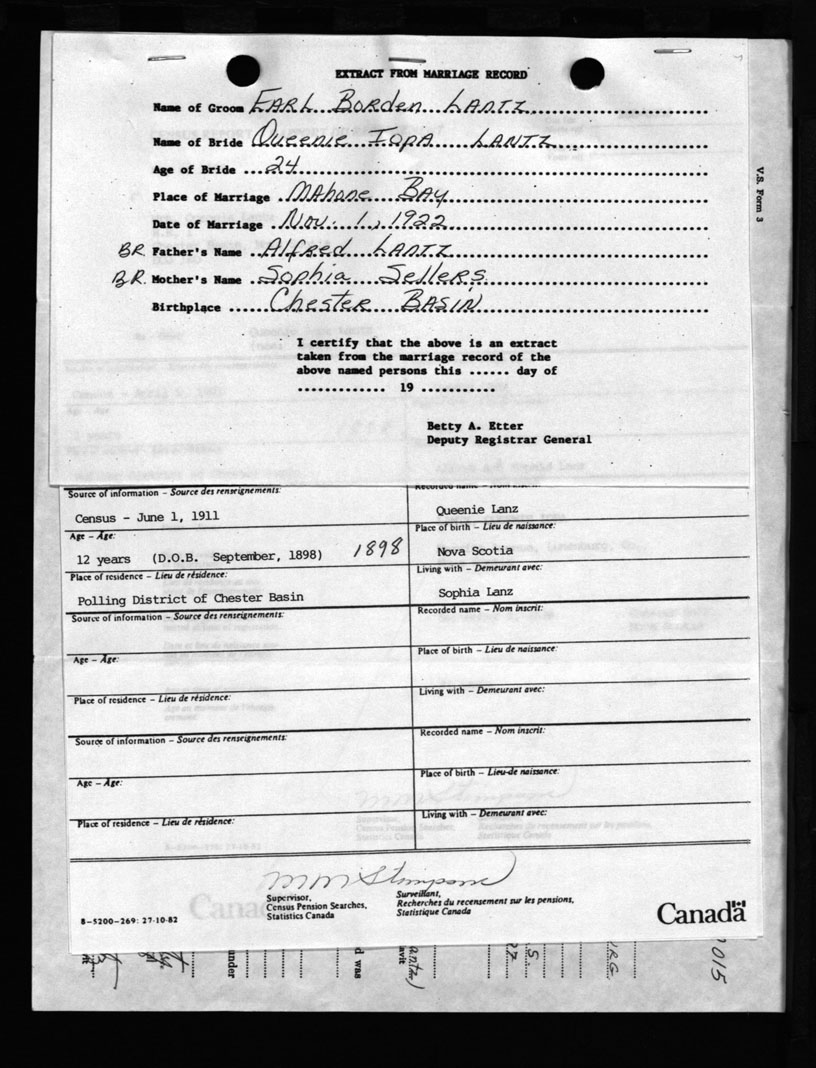 EXTRACT FROM MARRIAGE RECORD
Name of Groom EARL BORDEN LANTZ
Name of Bride QUEENIE IOPA LANTZ
Age of Bride ... 24
Place of Marriage . MAHONE BAY
Date of Marriage . NOV. 1, 1922
BR. Father's Name . Alfred LANTZ
BR. Mother's Name . Sophia Sellers
Birthplace ..... Chester BASIN
I certify that the above is an extract
taken from the marriage record of the
above named persons this ...... day of
............. 19 ..............
Betty A. Etter
Deputy Registrar General
V.S. Form 3
Source of information – Source des renseignements:
Census - June 1, 1911
Recorded name – Nom inscrit:
Queenie Lanz
Age – Âge:
12 years (D.O.B. September, 1898) 1898
Place of birth – Lieu de naissance:
Nova Scotia
Place of residence – Lieu de résidence:
Polling District of Chester Basin
Living with – Demeurant avec:
Sophia Lanz
Source of information – Source des renseignements:
Recorded name – Nom inscrit:
Age – Âge:
Place of birth – Lieu de naissance:
Place of residence – Lieu de résidence:
Living with – Demeurant avec:
Source of information – Source des renseignements:
Recorded name – Nom inscrit:
Age – Âge:
Place of birth – Lieu de naissance:
Place of residence – Lieu de résidence:
Living with – Demeurant avec:
Supervisor,
Census Pension Searches,
Statistics Canada
Surveillant,
Recherches du recensement sur les pensions,
Statistique Canada
8-5200-269: 27-10-82
Canada
under
d was
avit